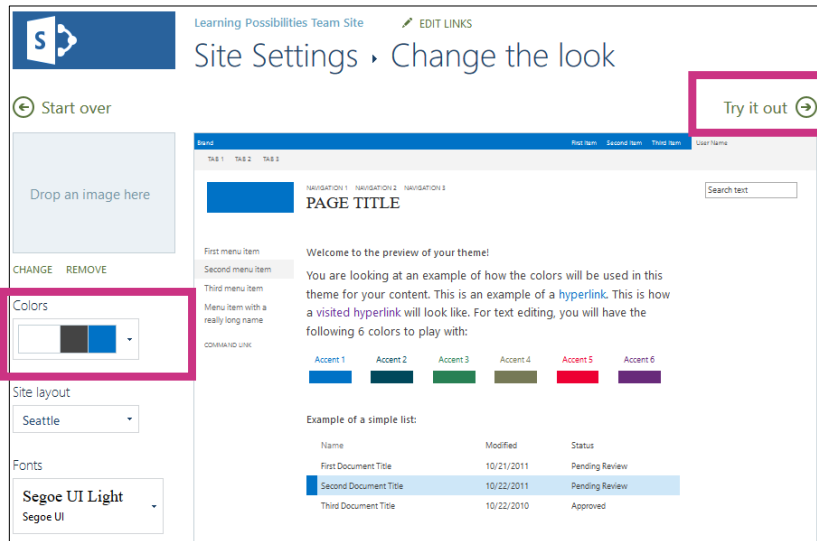 S
Learning Possibilities Team Site EDIT LINKS
Site Settings › Change the look
Start over
Try it out
Drop an image here
CHANGE REMOVE
Colors
Site layout
Seattle
Fonts
Segoe UI Light
Segoe UI
Brand First Item Second Item Third Item User Name
TAB 1 TAB 2 TAB 3
NAVIGATION 1 NAVIGATION 2 NAVIGATION 3
PAGE TITLE
Search text
First menu item
Second menu item
Third menu item
Menu item with a
really long name
COMMAND LINK
Welcome to the preview of your theme!
You are looking at an example of how the colors will be used in this
theme for your content. This is an example of a hyperlink. This is how
a visited hyperlink will look like. For text editing, you will have the
following 6 colors to play with:
Accent 1 Accent 2 Accent 3 Accent 4 Accent 5 Accent 6
Example of a simple list:
Name Modified Status
First Document Title 10/21/2011 Pending Review
Second Document Title 10/22/2011 Pending Review
Third Document Title 10/22/2010 Approved